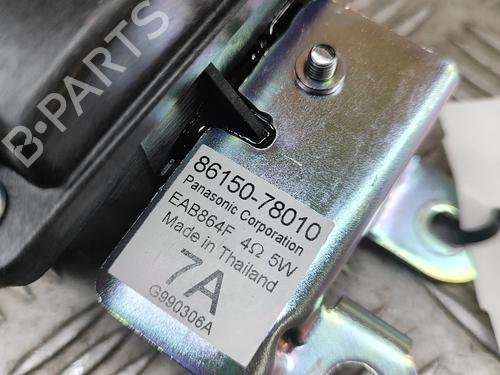 B-PARTS
86150-78010
Panasonic Corporation
EAB864F 4Ω 5W
Made in Thailand
7A
G990306A